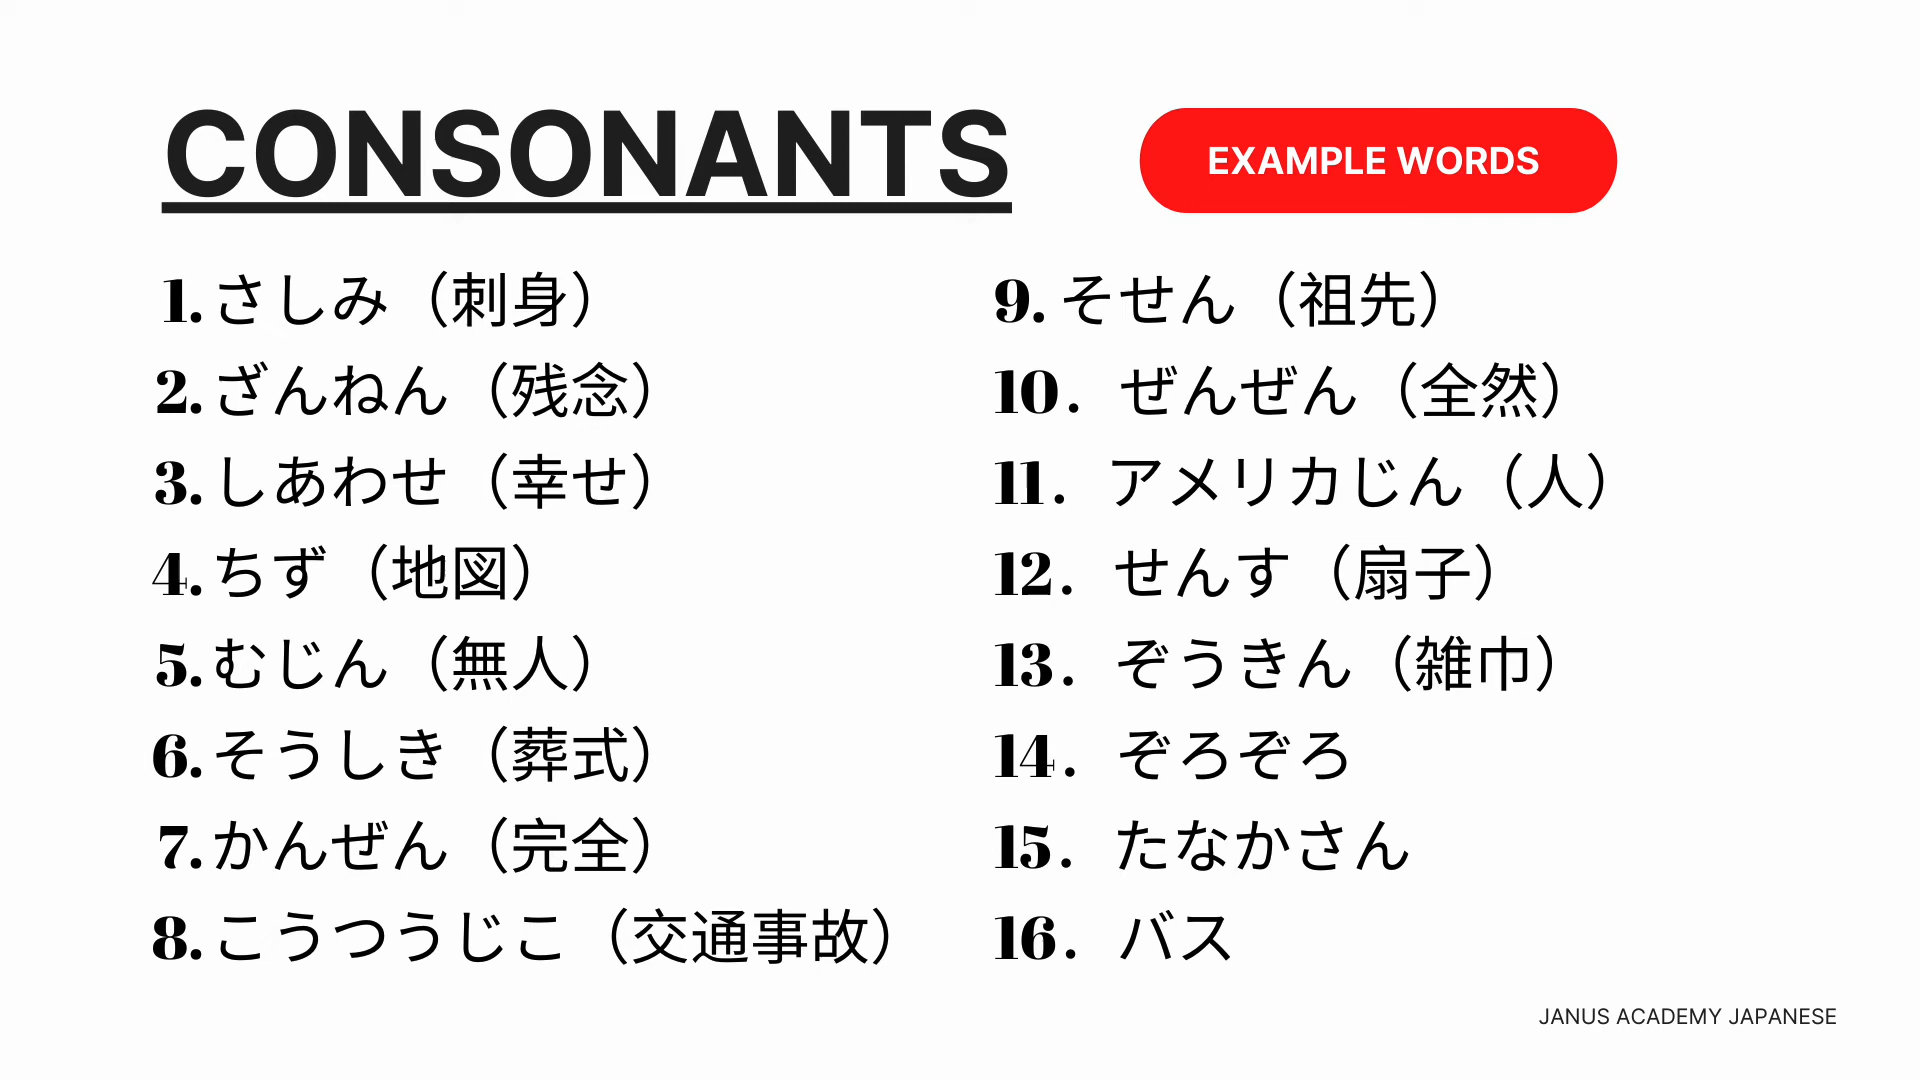 CONSONANTS
EXAMPLE WORDS
1.さしみ（刺身）
2.ざんねん（残念）
3.しあわせ（幸せ）
4.ちず（地図）
5.むじん（無人）
6.そうしき（葬式）
7.かんぜん（完全）
8.こうつうじこ（交通事故）
9.そせん（祖先）
10．ぜんぜん（全然）
11．アメリカじん（人）
12．せんす（扇子）
13．ぞうきん（雑巾）
14．ぞろぞろ
15．たなかさん
16．バス
JANUS ACADEMY JAPANESE